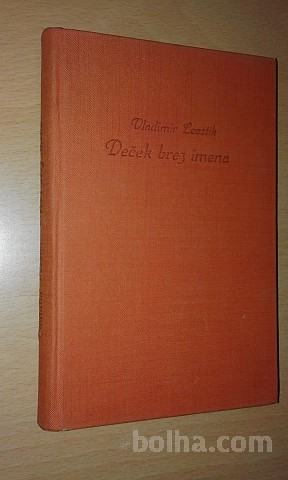 Vladimir Levstik
Deček brez imena
bolha.com